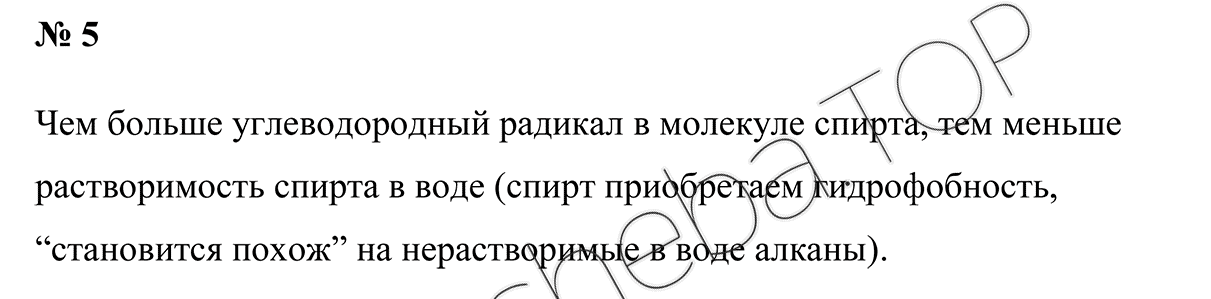 № 5
Чем больше углеводородный радикал в молекуле спирта, тем меньше
растворимость спирта в воде (спирт приобретаем гидрофобность,
“становится похож” на нерастворимые в воде алканы).
TOP